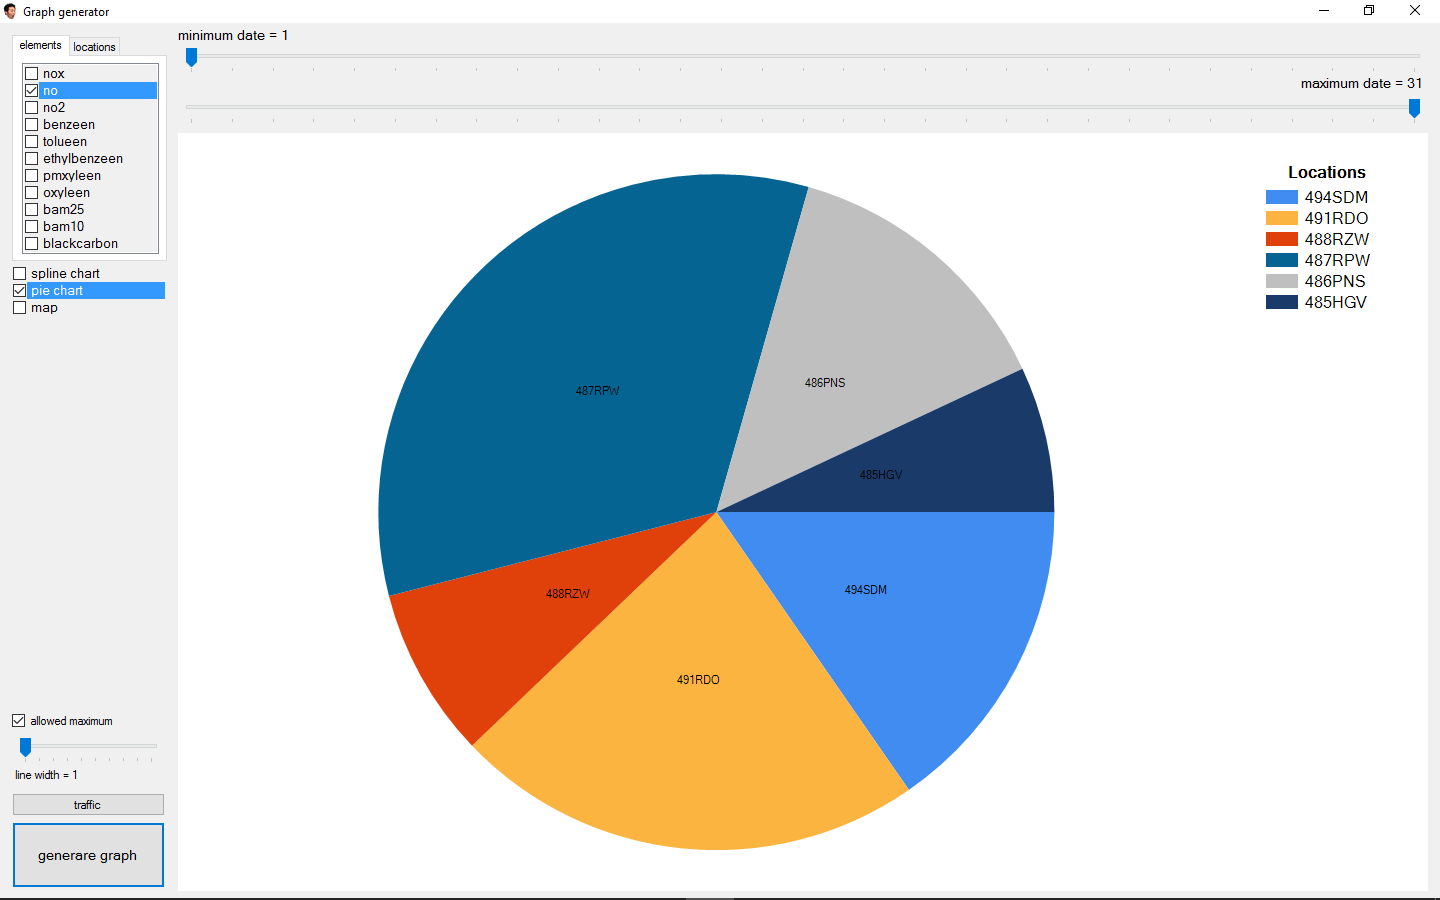 Graph generator
elements
locations
nox
no
no2
benzeen
tolueen
ethylbenzeen
pmxyleen
oxyleen
bam25
bam10
blackcarbon
spline chart
pie chart
map
allowed maximum
line width = 1
traffic
generare graph
minimum date = 1
maximum date = 31
487RPW
486PNS
485HGV
488RZW
494SDM
491RDO
Locations
494SDM
491RDO
488RZW
487RPW
486PNS
485HGV